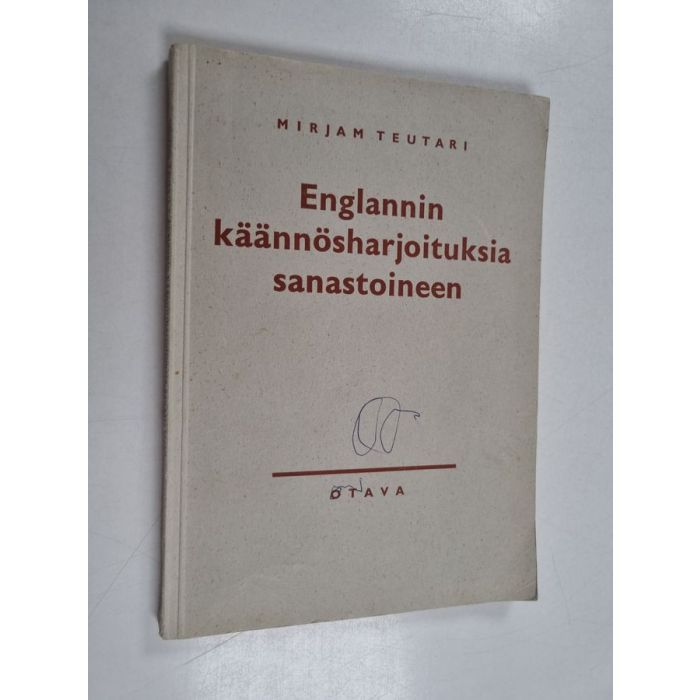 MIRJAM TEUTARI
Englannin
käännösharjoituksia
sanastoineen
OTAVA